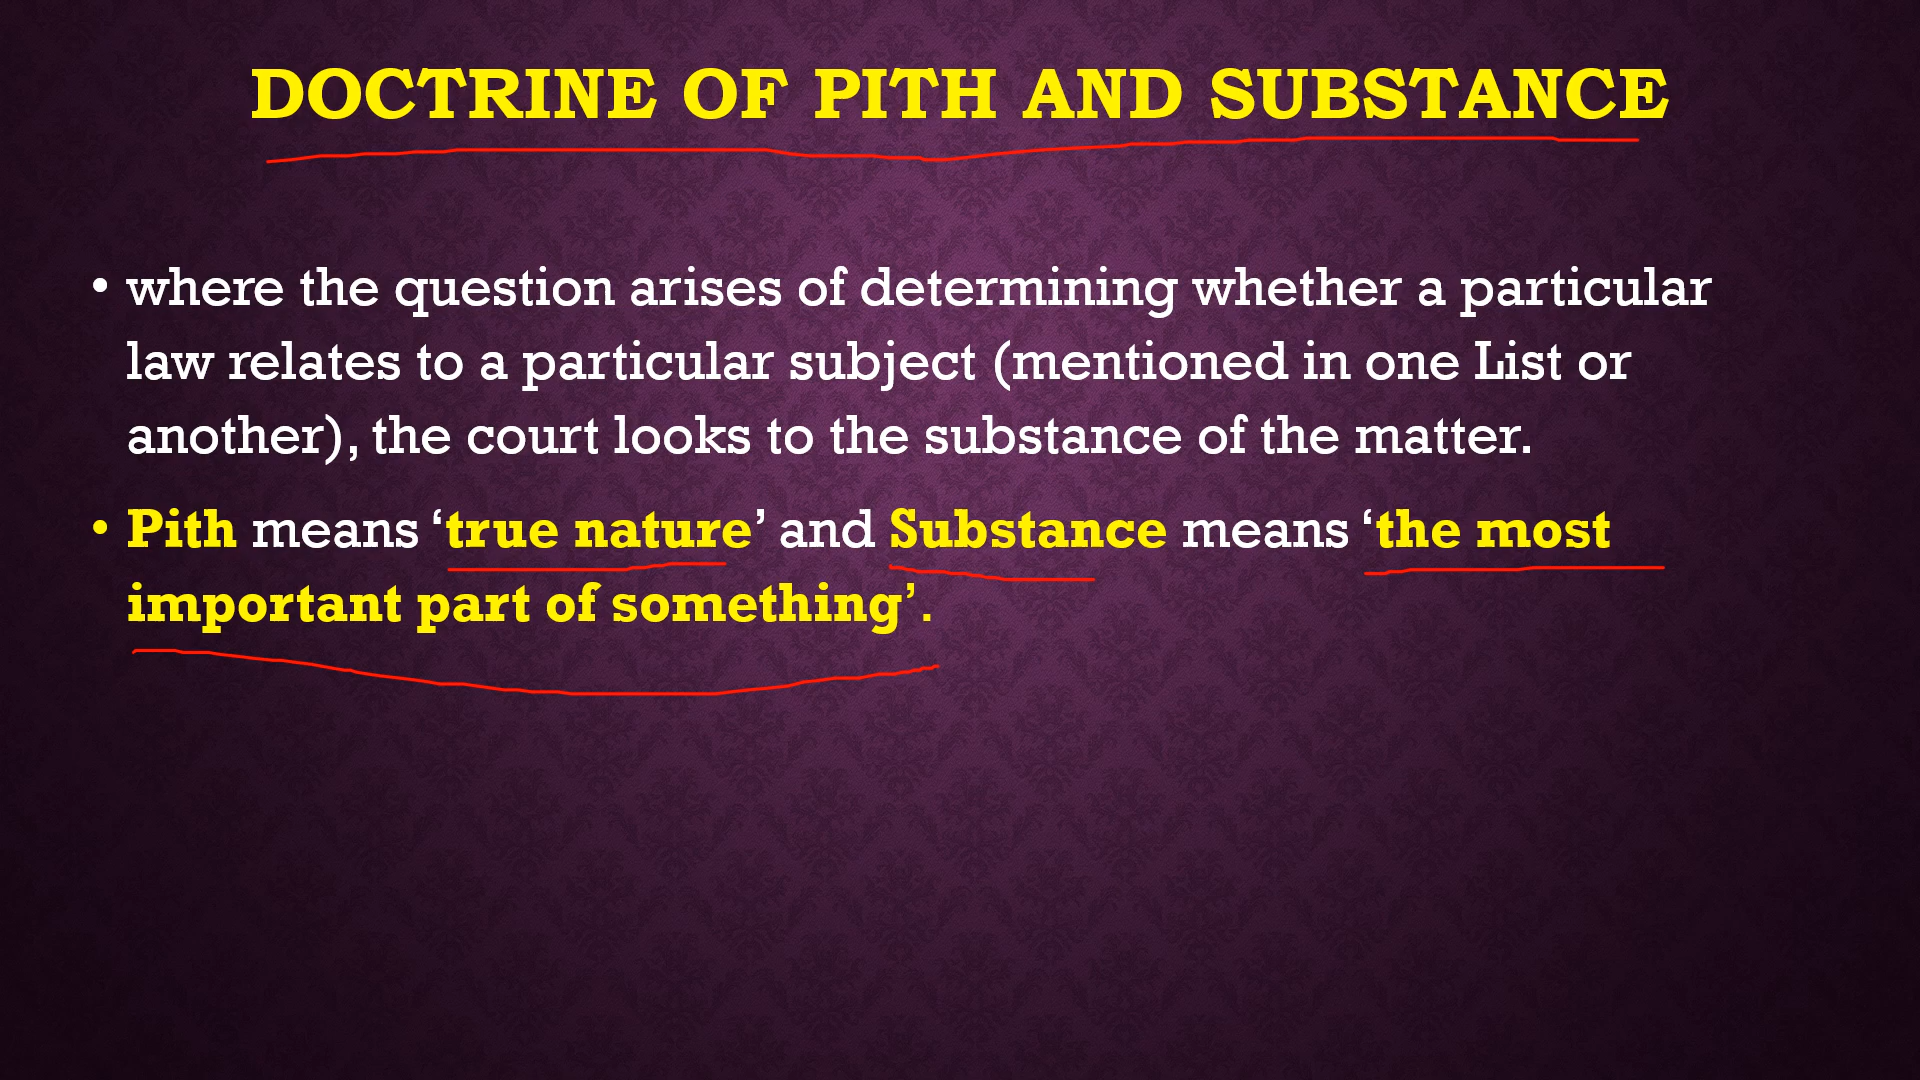 DOCTRINE OF PITH AND SUBSTANCE
• where the question arises of determining whether a particular
law relates to a particular subject (mentioned in one List or
another), the court looks to the substance of the matter.
• Pith means ‘true nature’ and Substance means ‘the most
important part of something’.